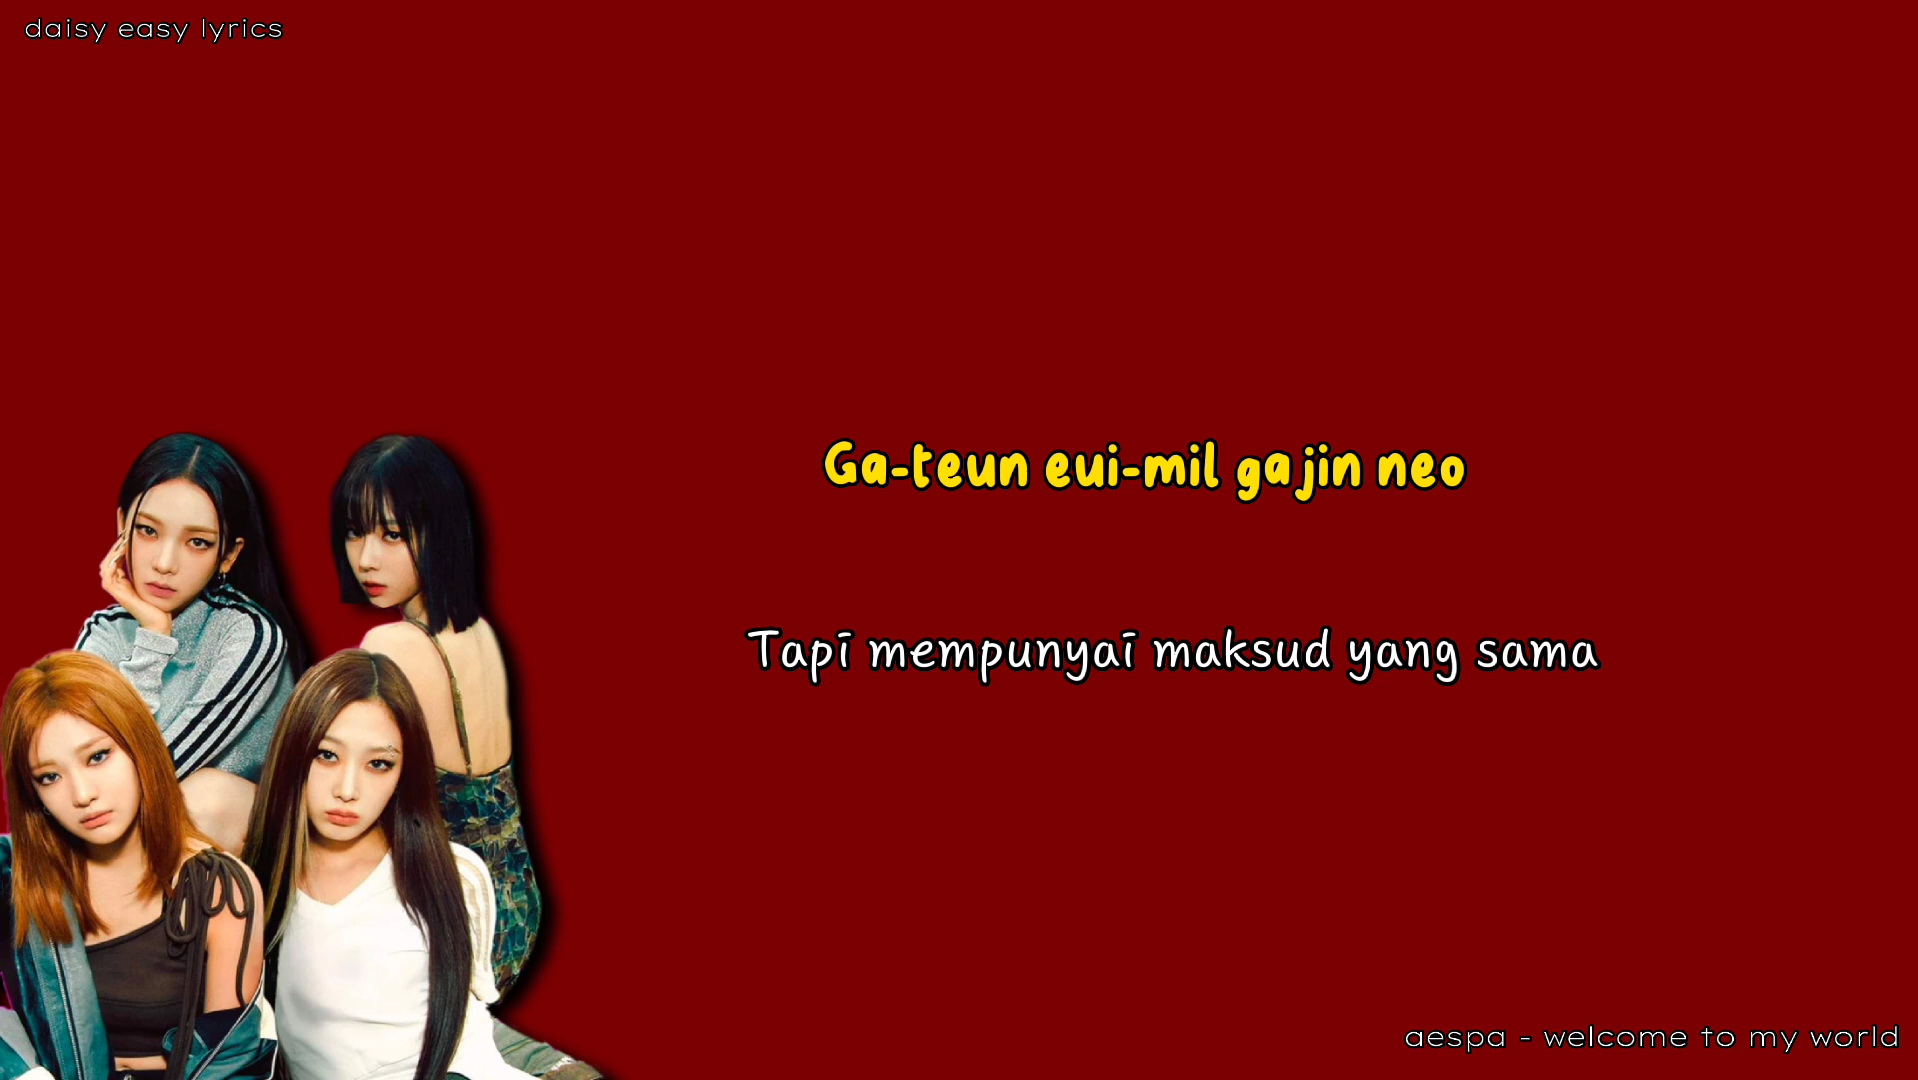 daisy easy lyrics
Ga-teun eui-mil gajin neo
Tapi mempunyai maksud yang sama
aespa - welcome to my world